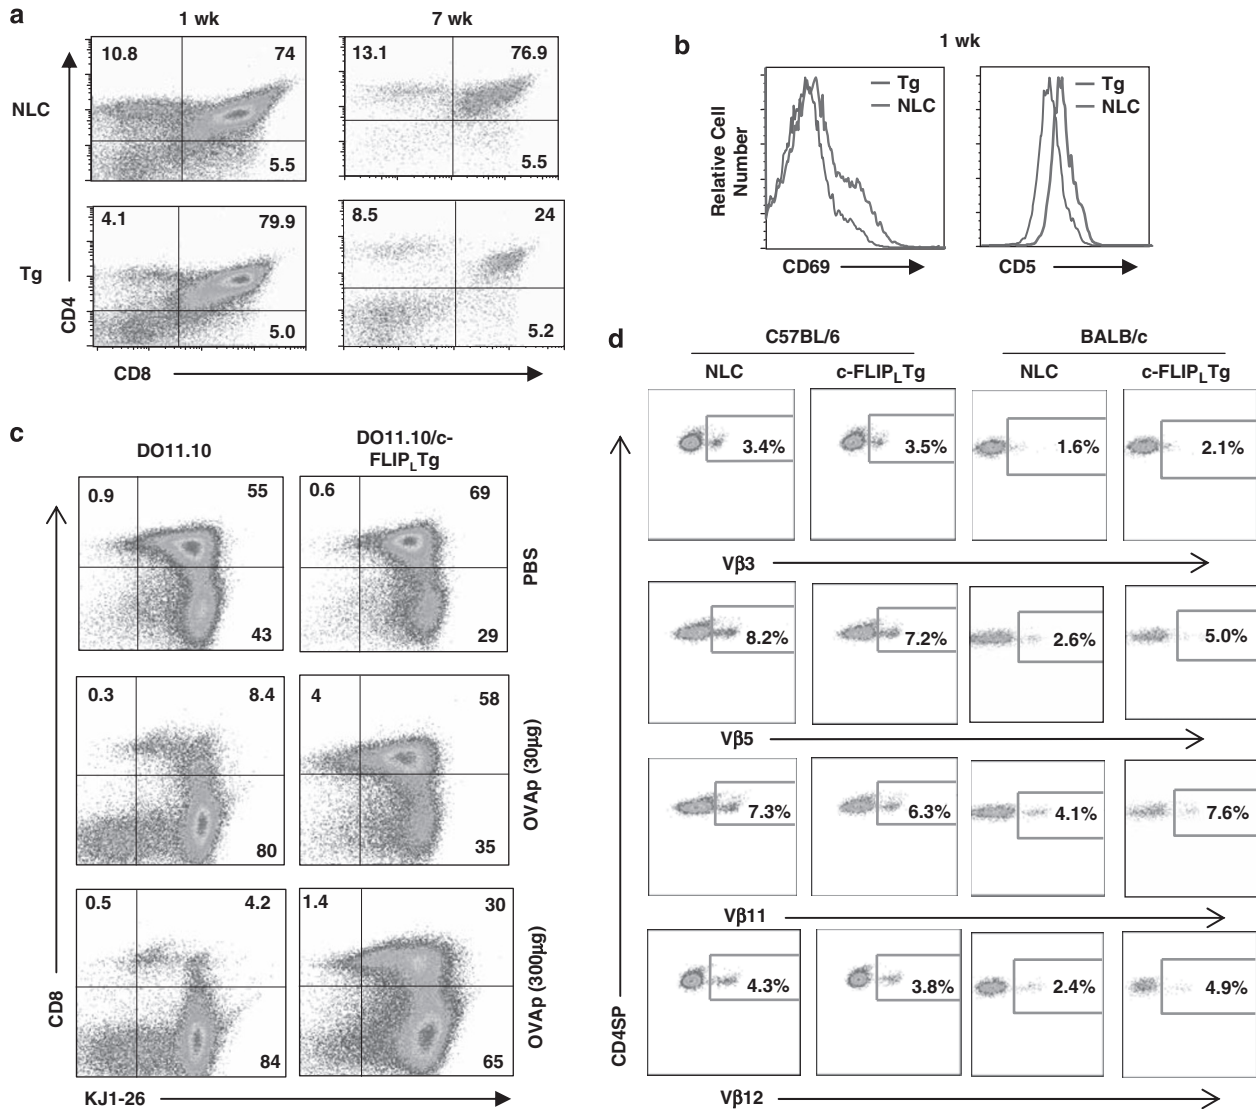 a
1 wk
7 wk
NLC
10.8
74
5.5
13.1
76.9
5.5
Tg
4.1
79.9
5.0
8.5
24
5.2
CD4
CD8
b
1 wk
Relative Cell
Number
Tg
NLC
CD69
Tg
NLC
CD5
c
DO11.10
DO11.10/c-
FLIPLTg
0.9
55
43
0.6
69
29
PBS
0.3
8.4
80
4
58
35
OVAp (30μg)
0.5
4.2
84
1.4
30
65
OVAp (300μg)
CD8
KJ1-26
d
C57BL/6
BALB/c
NLC
c-FLIPLTg
NLC
c-FLIPLTg
3.4%
3.5%
1.6%
2.1%
Vβ3
8.2%
7.2%
2.6%
5.0%
Vβ5
7.3%
6.3%
4.1%
7.6%
Vβ11
4.3%
3.8%
2.4%
4.9%
Vβ12
CD4SP